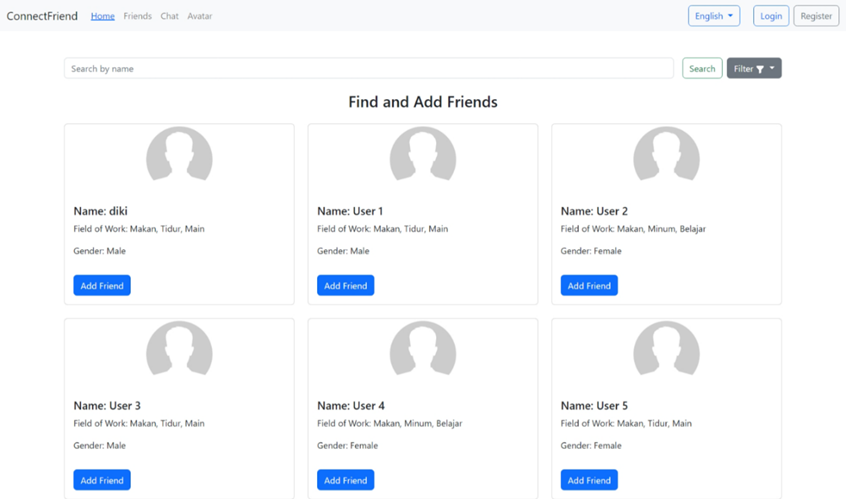 ConnectFriend Home Friends Chat Avatar English Login Register
Search by name Search Filter
Find and Add Friends
Name: diki
Field of Work: Makan, Tidur, Main
Gender: Male
Add Friend
Name: User 1
Field of Work: Makan, Tidur, Main
Gender: Male
Add Friend
Name: User 2
Field of Work: Makan, Minum, Belajar
Gender: Female
Add Friend
Name: User 3
Field of Work: Makan, Tidur, Main
Gender: Male
Add Friend
Name: User 4
Field of Work: Makan, Minum, Belajar
Gender: Female
Add Friend
Name: User 5
Field of Work: Makan, Tidur, Main
Gender: Female
Add Friend